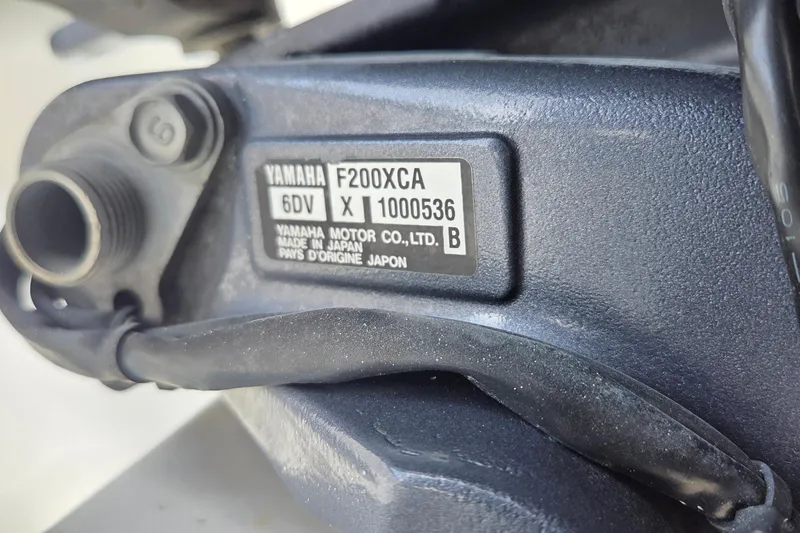 YAMAHA F200XCA
6DV X 1000536
YAMAHA MOTOR CO.,LTD. B
MADE IN JAPAN
PAYS D'ORIGINE JAPON